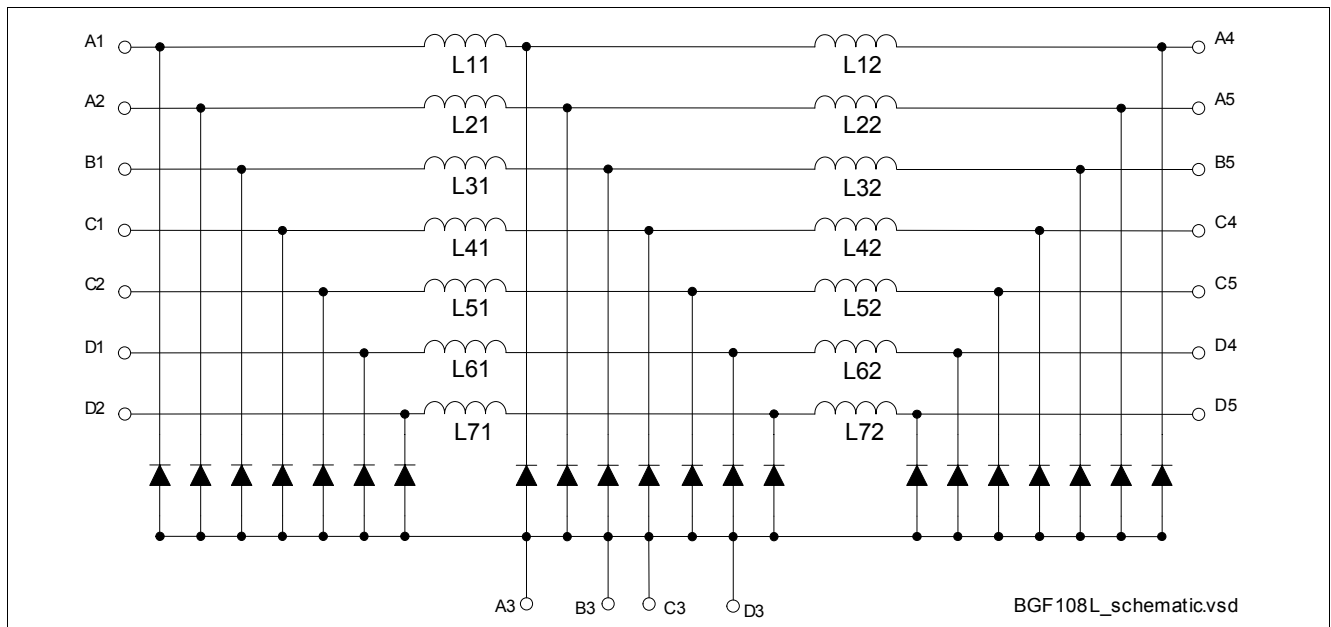 A1 A4
L11 L12
A2 A5
L21 L22
B1 B5
L31 L32
C1 C4
L41 L42
C2 C5
L51 L52
D1 D4
L61 L62
D2 D5
L71 L72
A3 B3 C3 D3
BGF108L_schematic.vsd